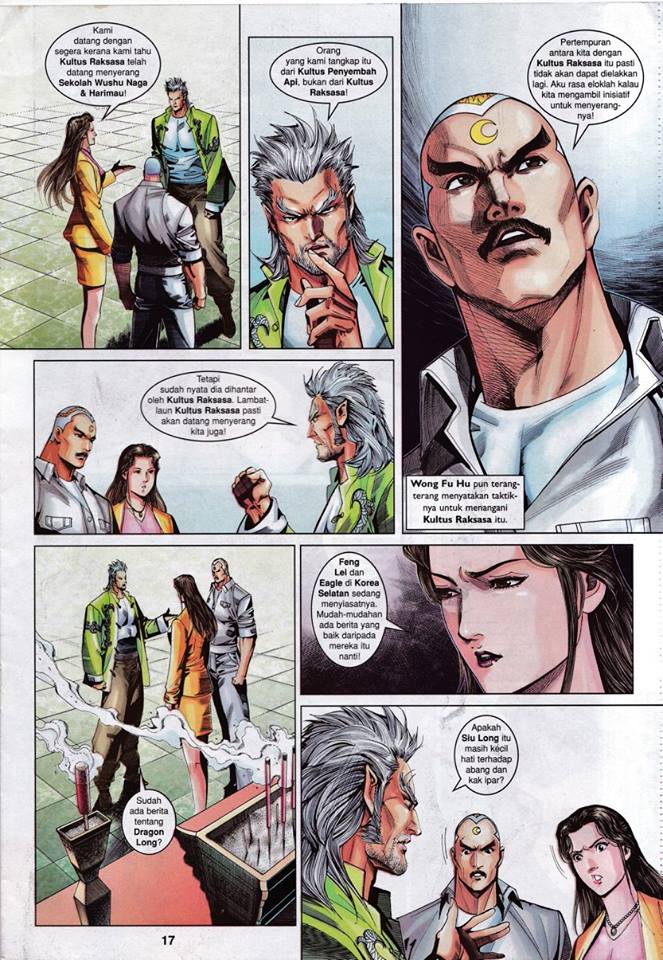 Kami
datang dengan
segera kerana kami tahu
Kultus Raksasa telah
datang menyerang
Sekolah Wushu Naga
& Harimau!
Orang
yang kami tangkap itu
dari Kultus Penyembah
Api, bukan dari Kultus
Raksasa!
Pertempuran
antara kita dengan
Kultus Raksasa itu pasti
tidak akan dapat dielakkan
lagi. Aku rasa eloklah kalau
kita mengambil inisiatif
untuk menyerang-
nya!
Wong Fu Hu pun terang-
terang menyatakan taktik-
nya untuk menangani
Kultus Raksasa itu.
Tetapi
sudah nyata dia dihantar
oleh Kultus Raksasa. Lambat-
laun Kultus Raksasa pasti
akan datang menyerang
kita juga!
Sudah
ada berita
tentang
Dragon
Long?
Feng
Lei dan
Eagle di Korea
Selatan sedang
menyiasatnya.
Mudah-mudahan
ada berita yang
baik daripada
mereka itu
nanti!
Apakah
Siu Long itu
masih kecil
hati terhadap
abang dan
kak ipar?
17